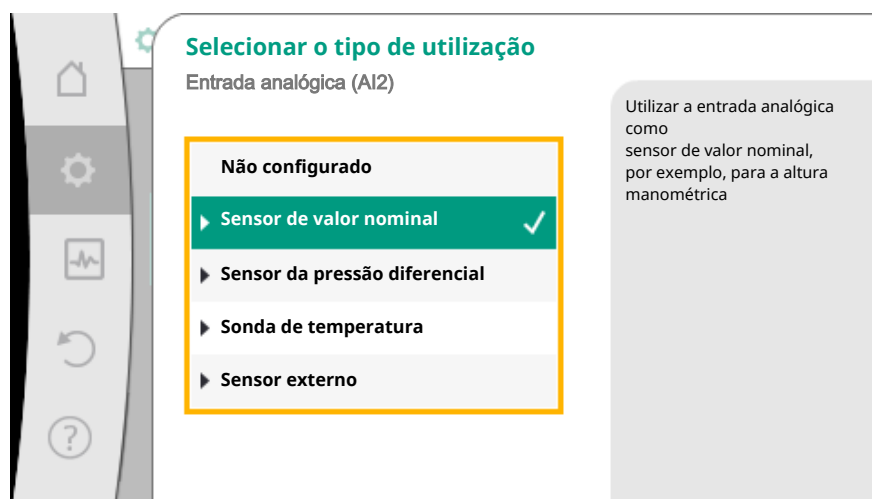 Selecionar o tipo de utilização
Entrada analógica (AI2)
Não configurado
Sensor de valor nominal
Sensor da pressão diferencial
Sonda de temperatura
Sensor externo
Utilizar a entrada analógica
como
sensor de valor nominal,
por exemplo, para a altura
manométrica
?